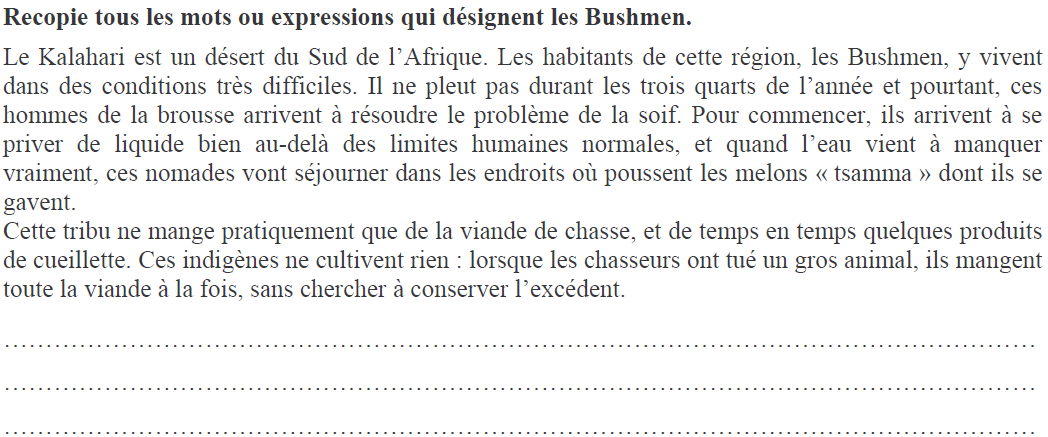 Recopie tous les mots ou expressions qui désignent les Bushmen.
Le Kalahari est un désert du Sud de l’Afrique. Les habitants de cette région, les Bushmen, y vivent
dans des conditions très difficiles. Il ne pleut pas durant les trois quarts de l’année et pourtant, ces
hommes de la brousse arrivent à résoudre le problème de la soif. Pour commencer, ils arrivent à se
priver de liquide bien au-delà des limites humaines normales, et quand l’eau vient à manquer
vraiment, ces nomades vont séjourner dans les endroits où poussent les melons « tsamma » dont ils se
gavent.
Cette tribu ne mange pratiquement que de la viande de chasse, et de temps en temps quelques produits
de cueillette. Ces indigènes ne cultivent rien : lorsque les chasseurs ont tué un gros animal, ils mangent
toute la viande à la fois, sans chercher à conserver l’excédent.